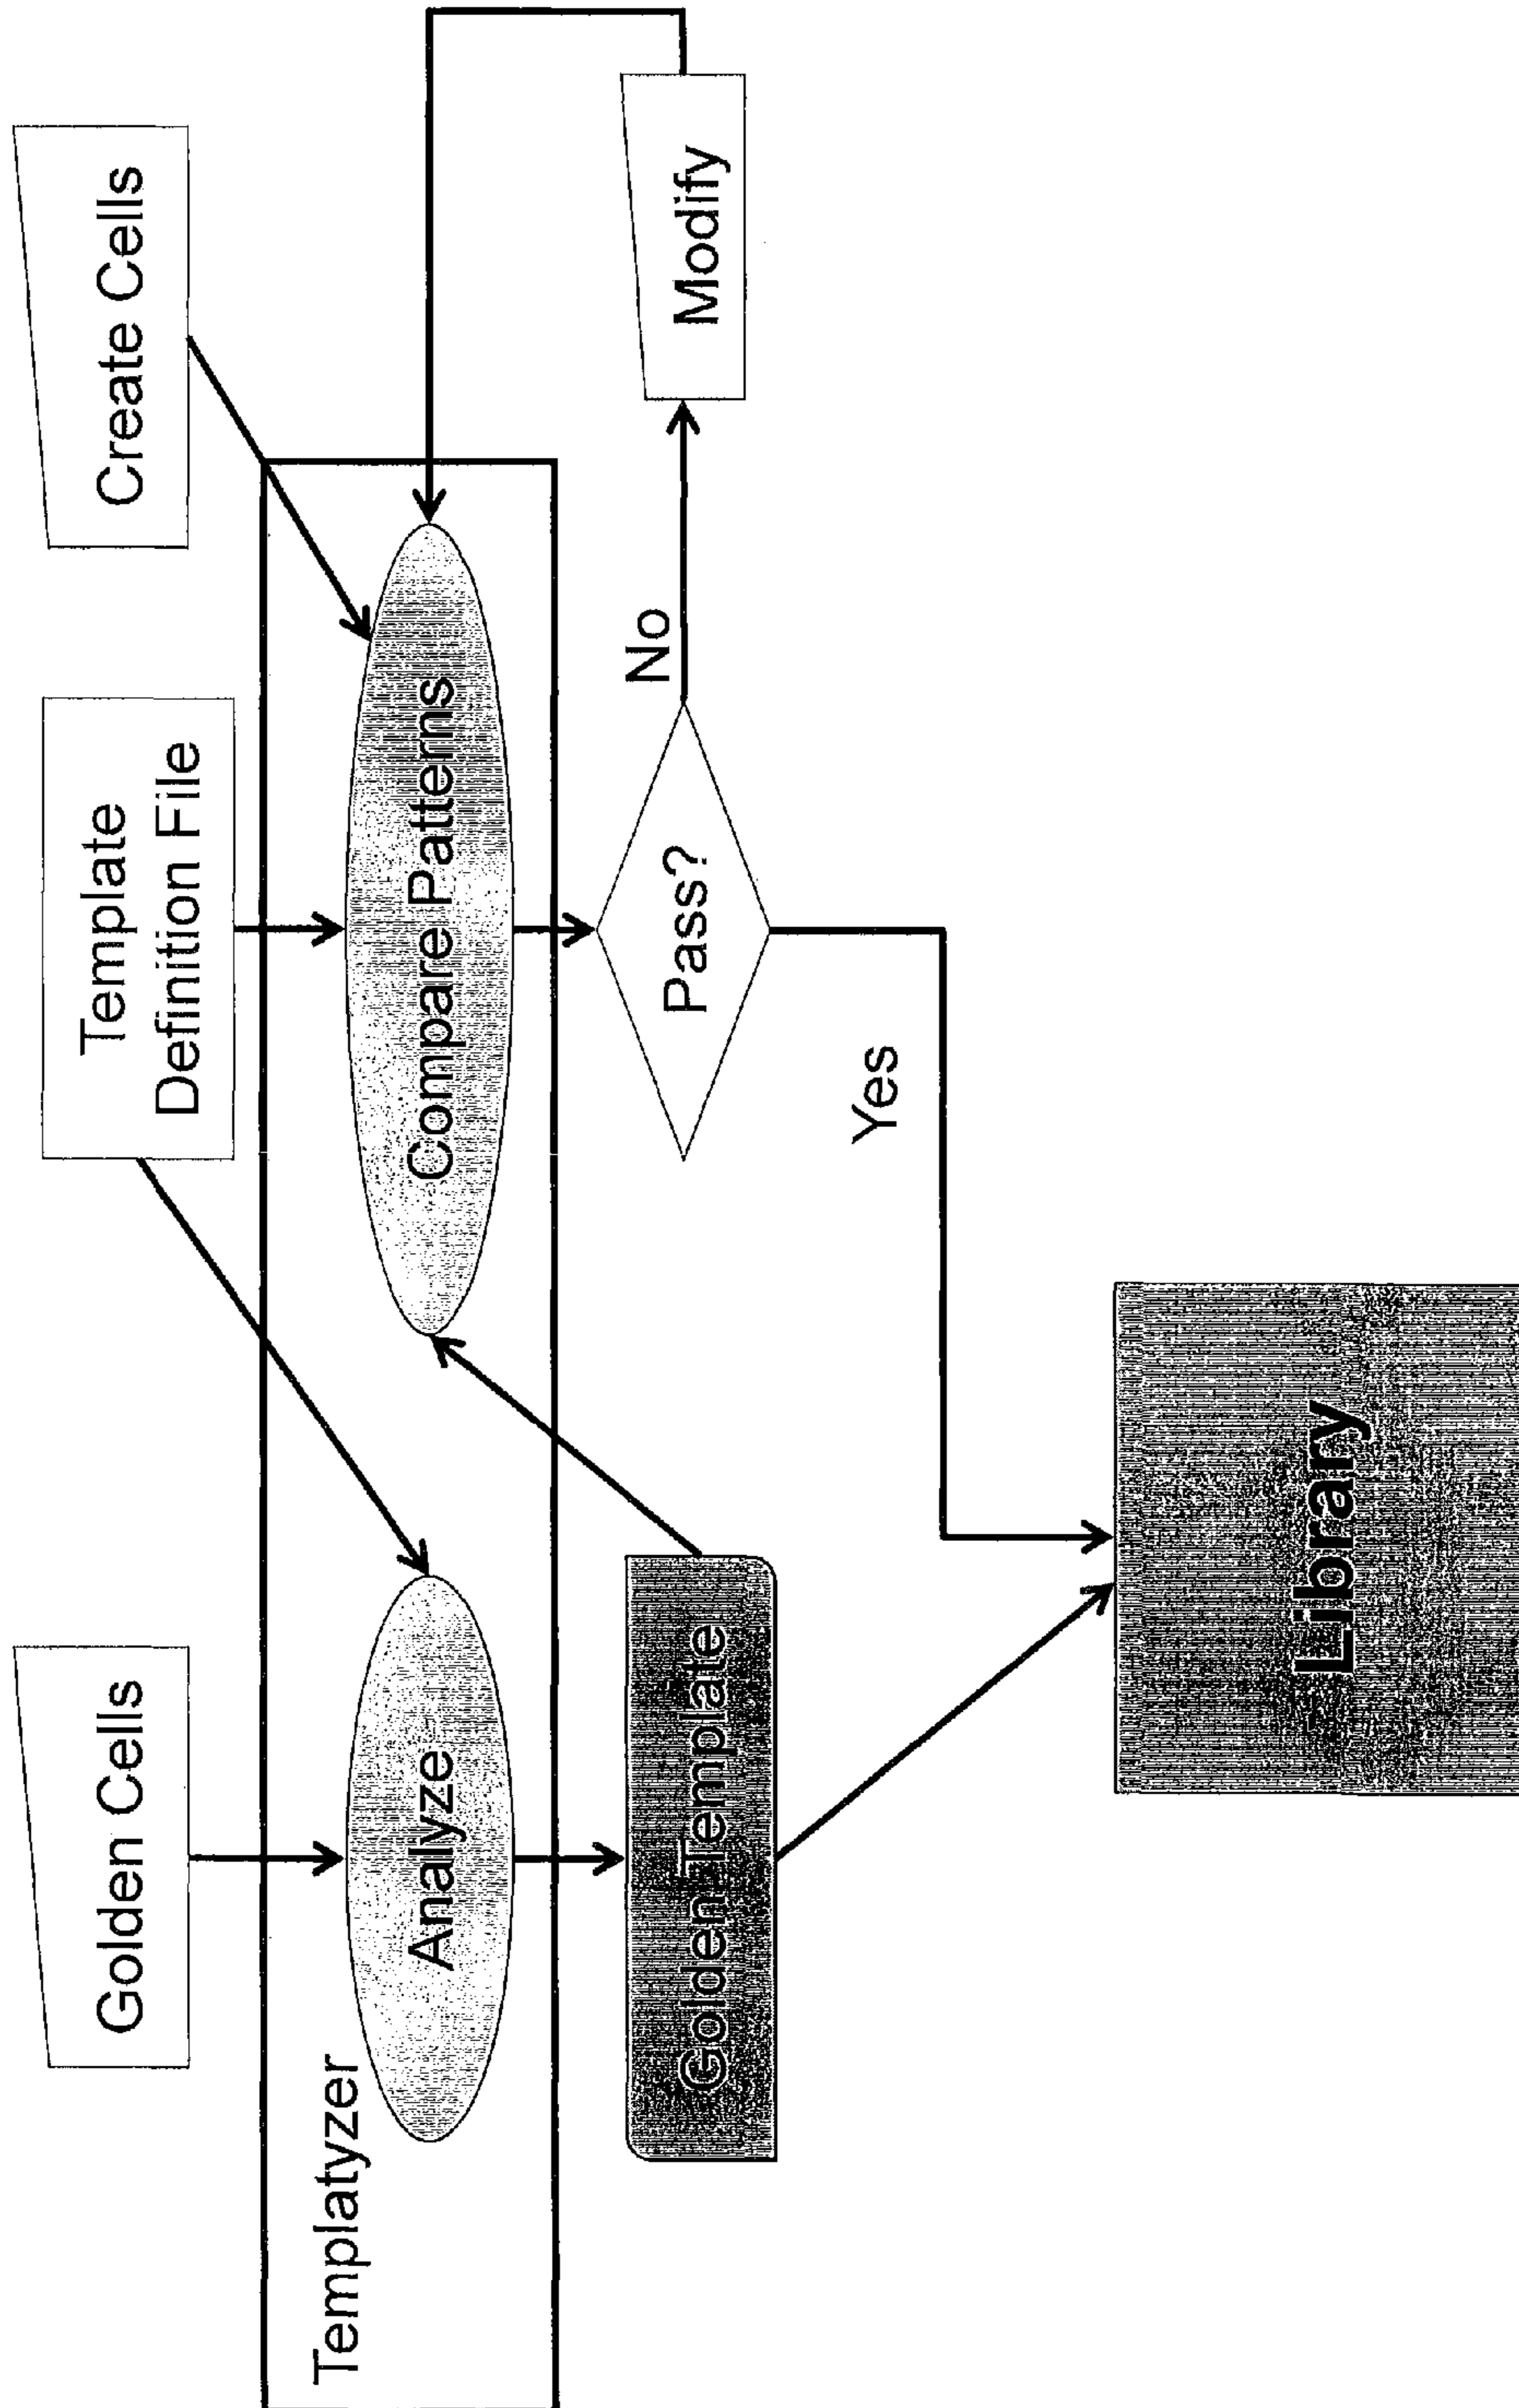 Golden Cells
Template
Definition File
Create Cells
Templatyzer
Analyze
Compare Patterns
Golden Template
Pass?
No
Modify
Yes
Library